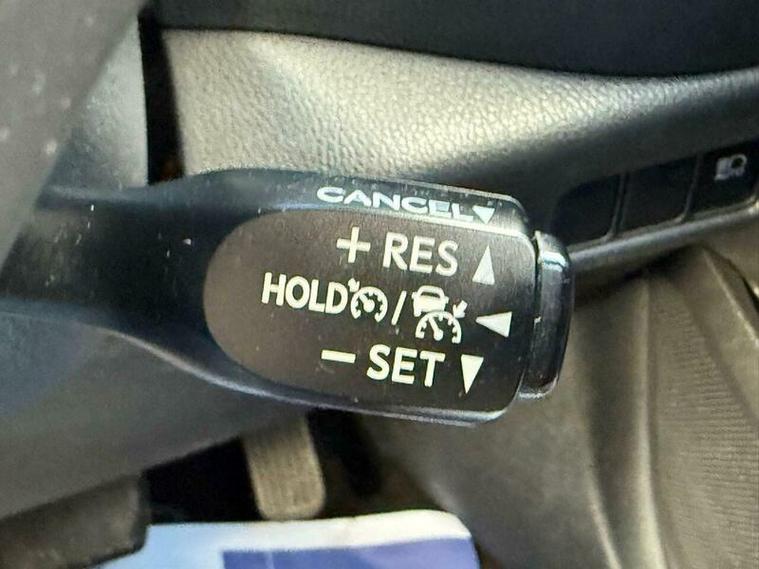 CANCEL
+ RES
HOLD /
− SET